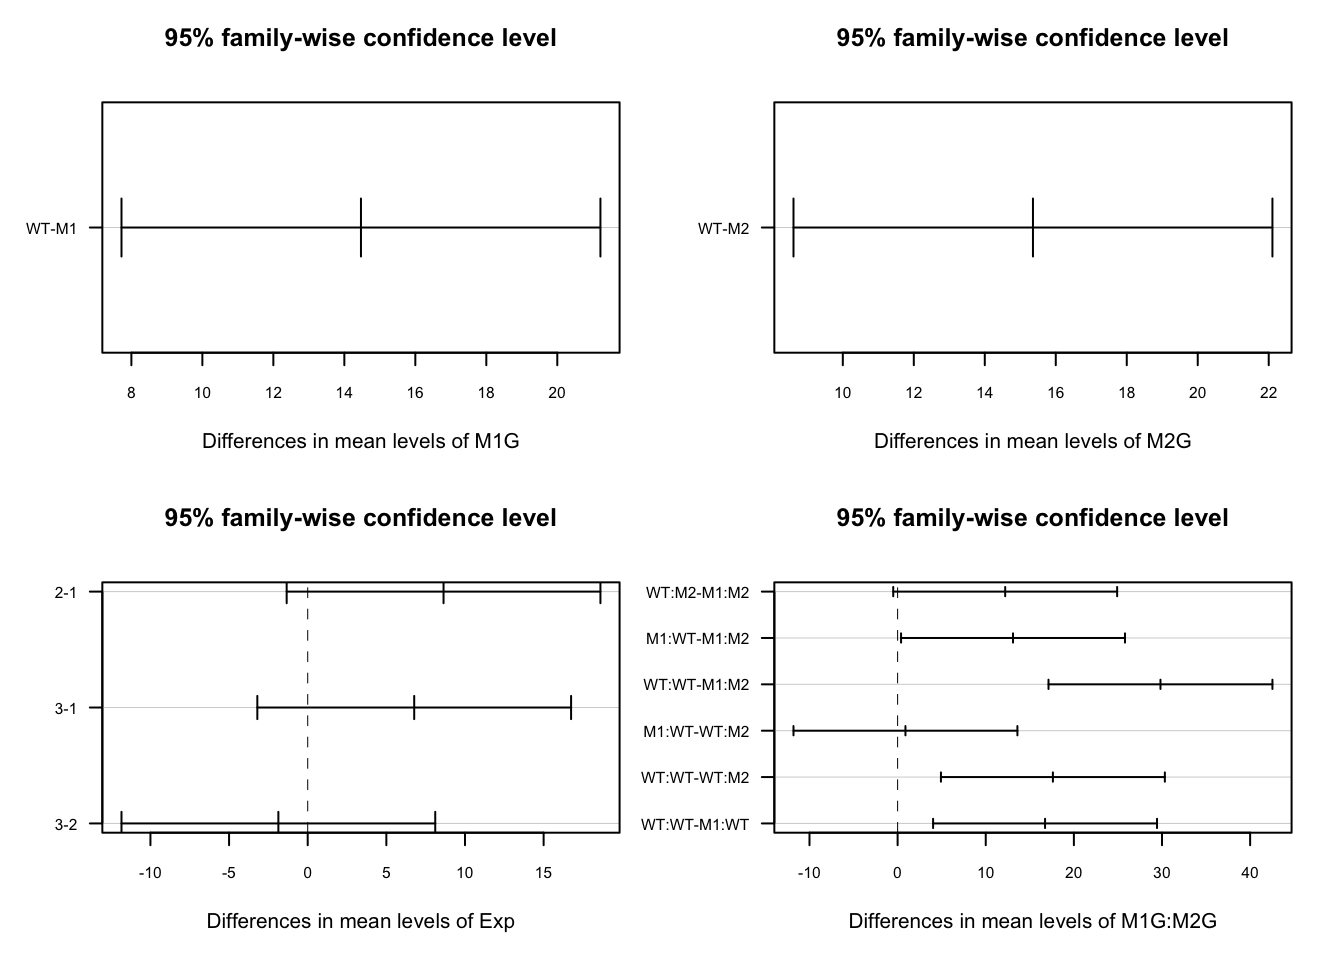 95% family-wise confidence level
WT-M1
8 10 12 14 16 18 20
Differences in mean levels of M1G
95% family-wise confidence level
WT-M2
10 12 14 16 18 20 22
Differences in mean levels of M2G
95% family-wise confidence level
2-1
3-1
3-2
-10 -5 0 5 10 15
Differences in mean levels of Exp
95% family-wise confidence level
WT:M2-M1:M2
M1:WT-M1:M2
WT:WT-M1:M2
M1:WT-WT:M2
WT:WT-WT:M2
WT:WT-M1:WT
-10 0 10 20 30 40
Differences in mean levels of M1G:M2G